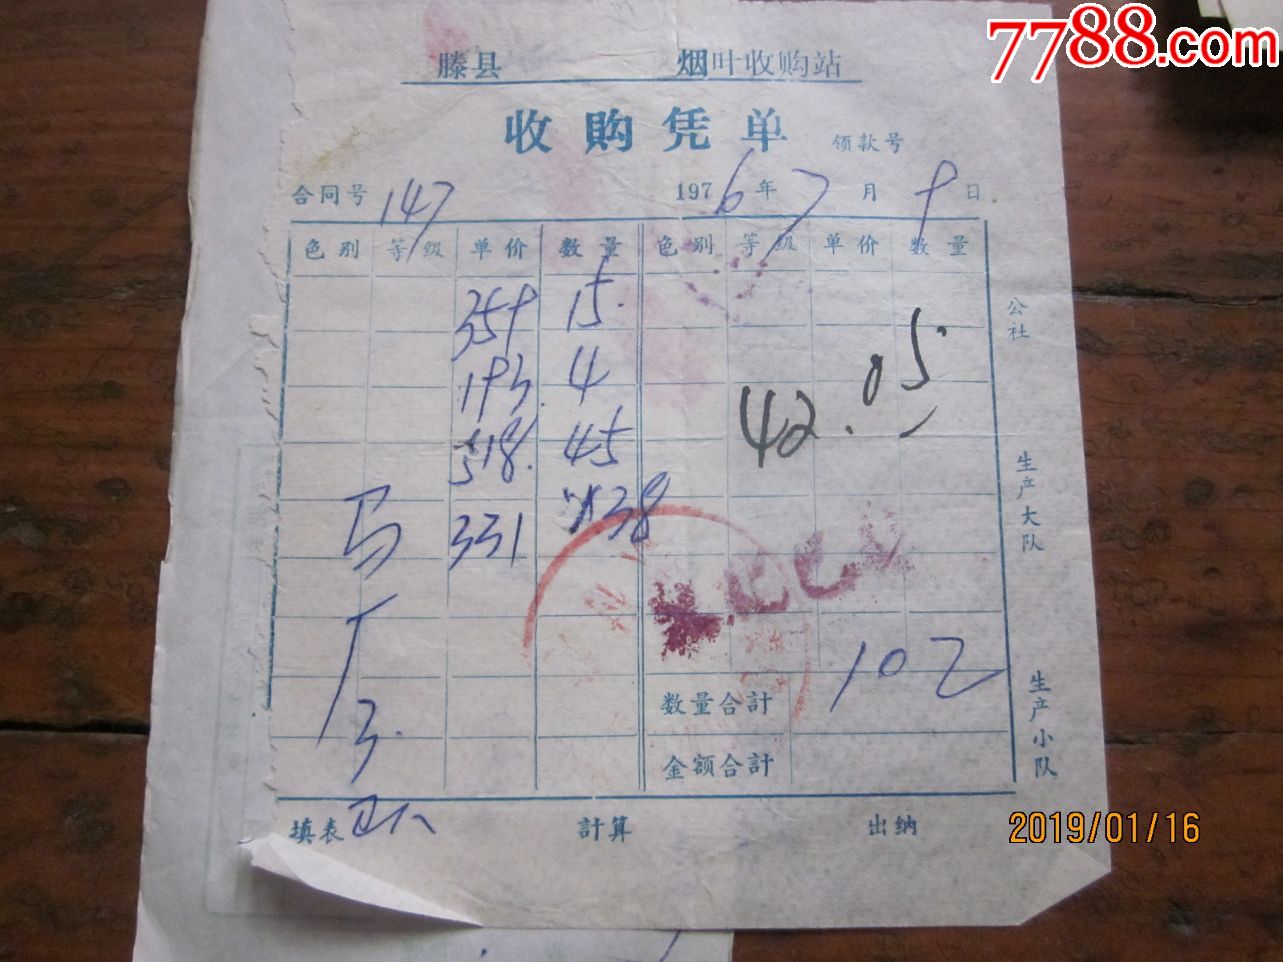 7788.com
滕县 烟叶收购站
收购凭单
领款号
合同号 147 1976年7月9日
色别 等级 单价 数量 色别 等级 单价 数量
359 15.
193. 4
318. 45
331 38
42.05
数量合計 102
金额合計
填表 計算 出纳
公社
生产大队
生产小队
2019/01/16